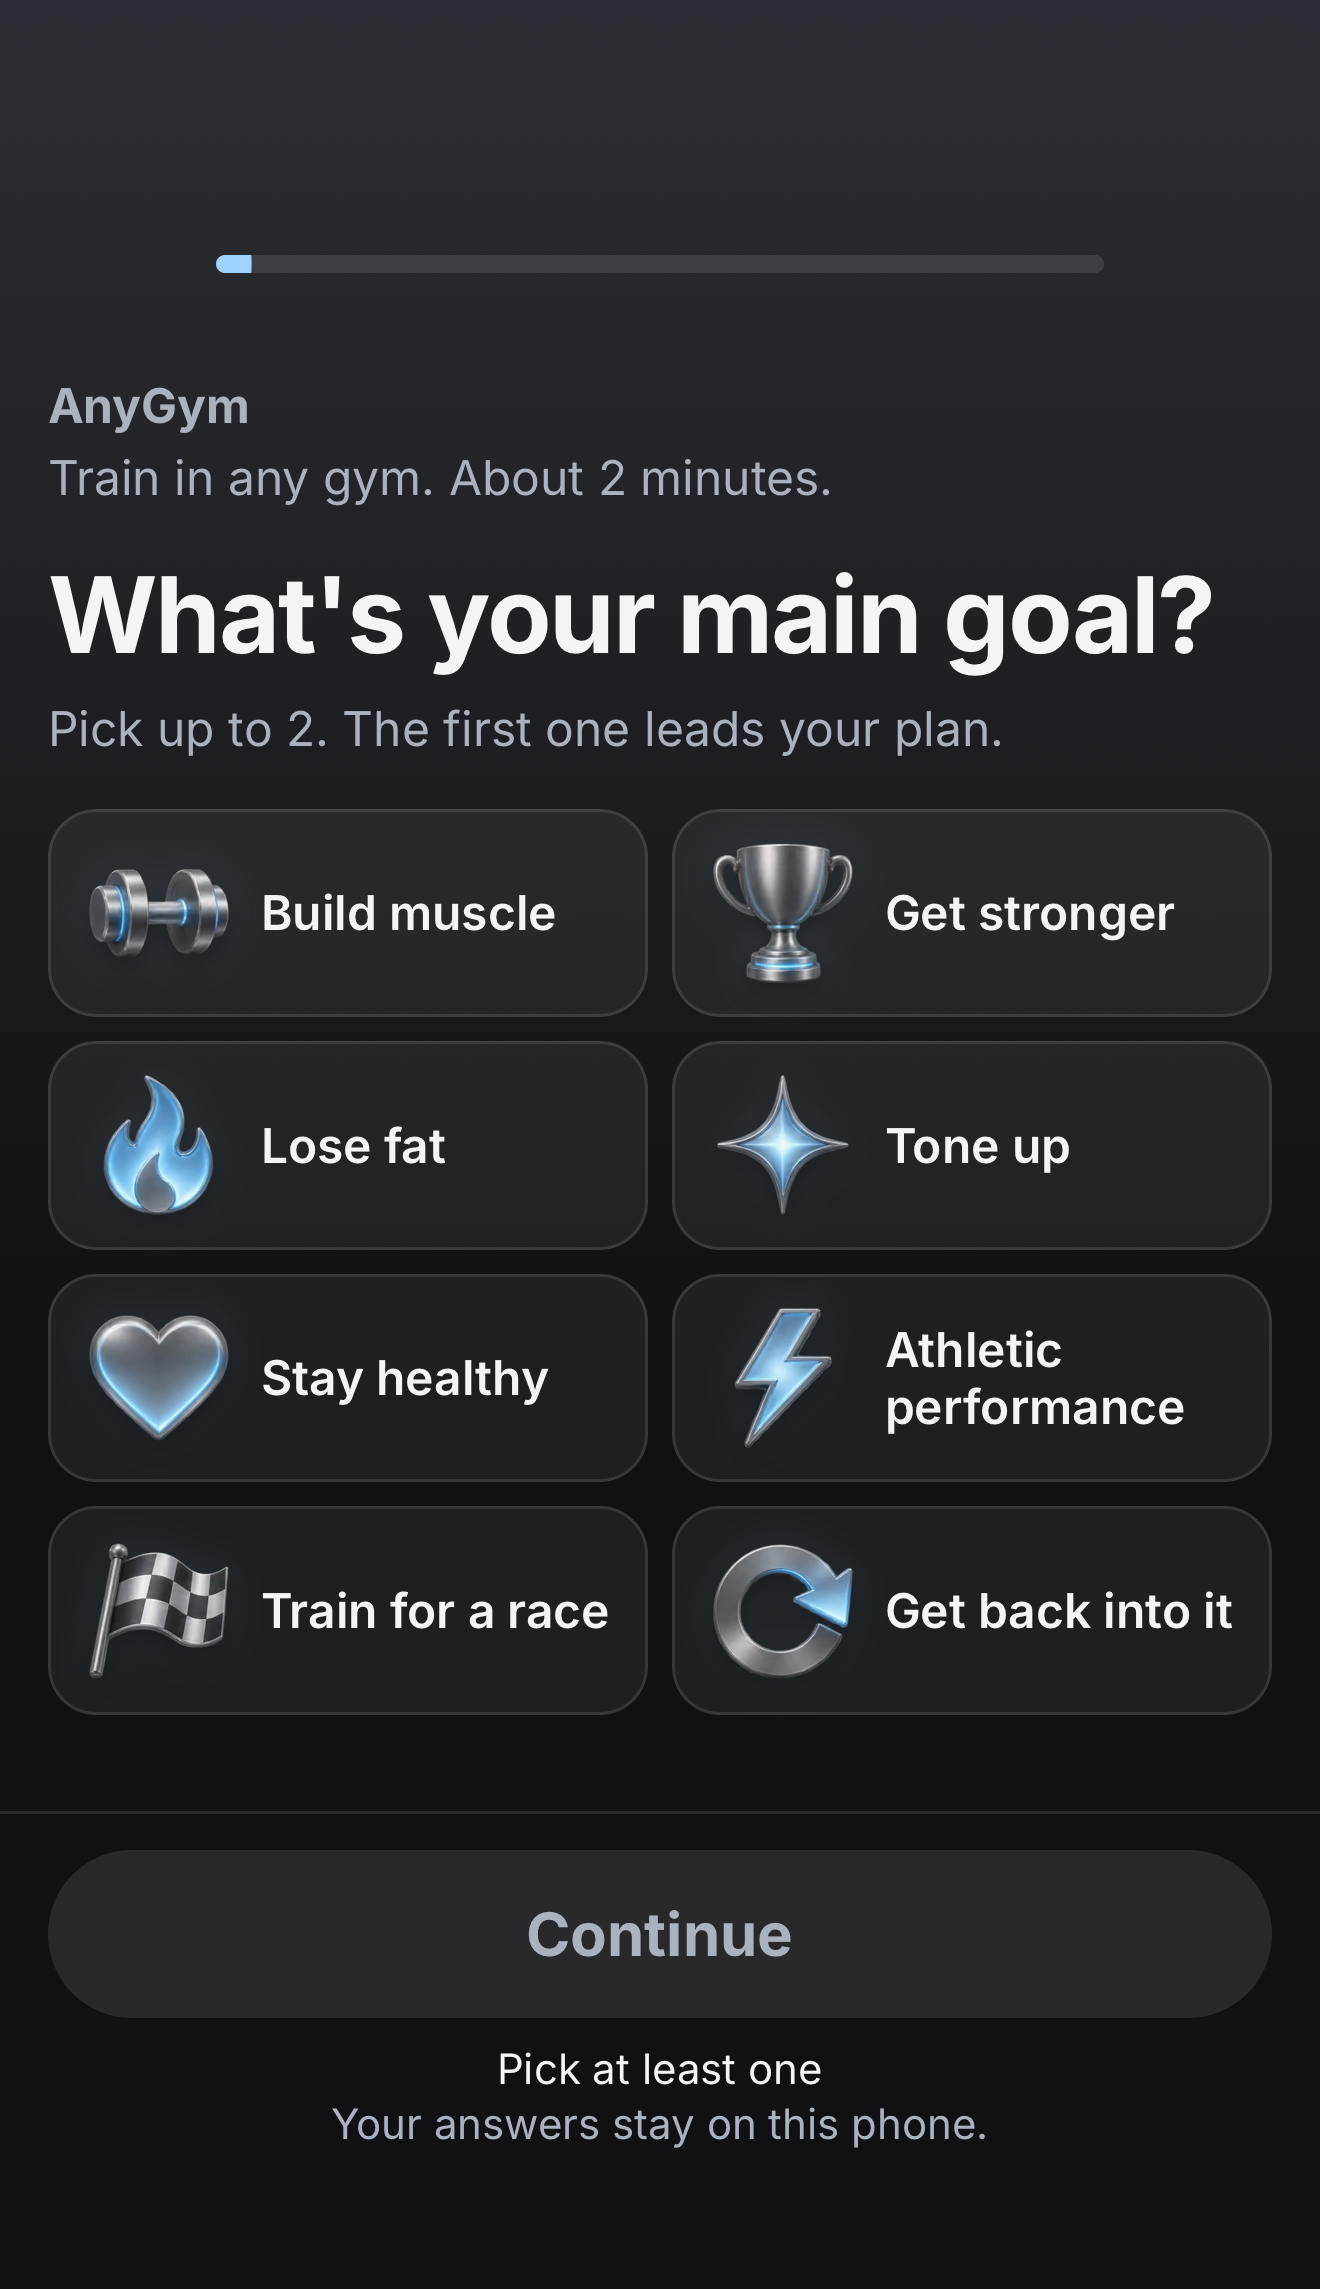 AnyGym
Train in any gym. About 2 minutes.
What's your main goal?
Pick up to 2. The first one leads your plan.
Build muscle
Get stronger
Lose fat
Tone up
Stay healthy
Athletic
performance
Train for a race
Get back into it
Continue
Pick at least one
Your answers stay on this phone.